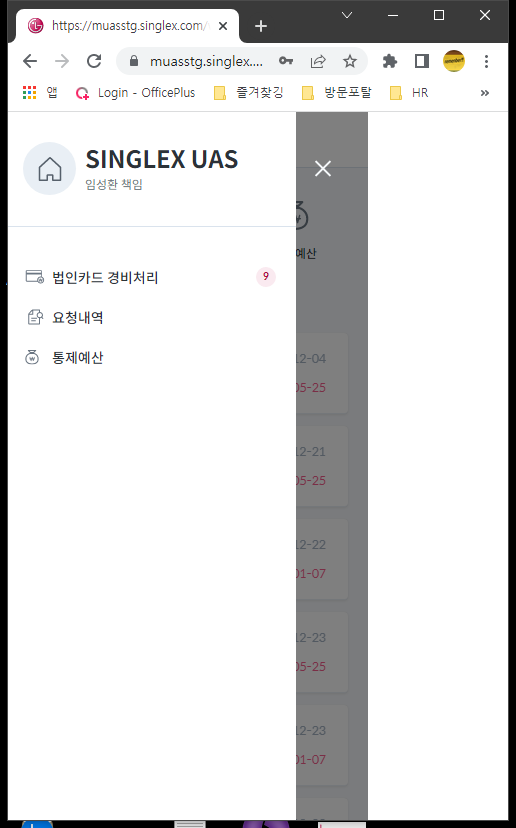 https://muasstg.singlex.com/
muasstg.singlex....
앱
Login - OfficePlus
즐겨찾깅
방문포탈
HR
SINGLEX UAS
임성환 책임
예산
법인카드 경비처리
9
요청내역
통제예산
12-04
05-25
12-21
05-25
12-22
01-07
12-23
05-25
12-23
01-07